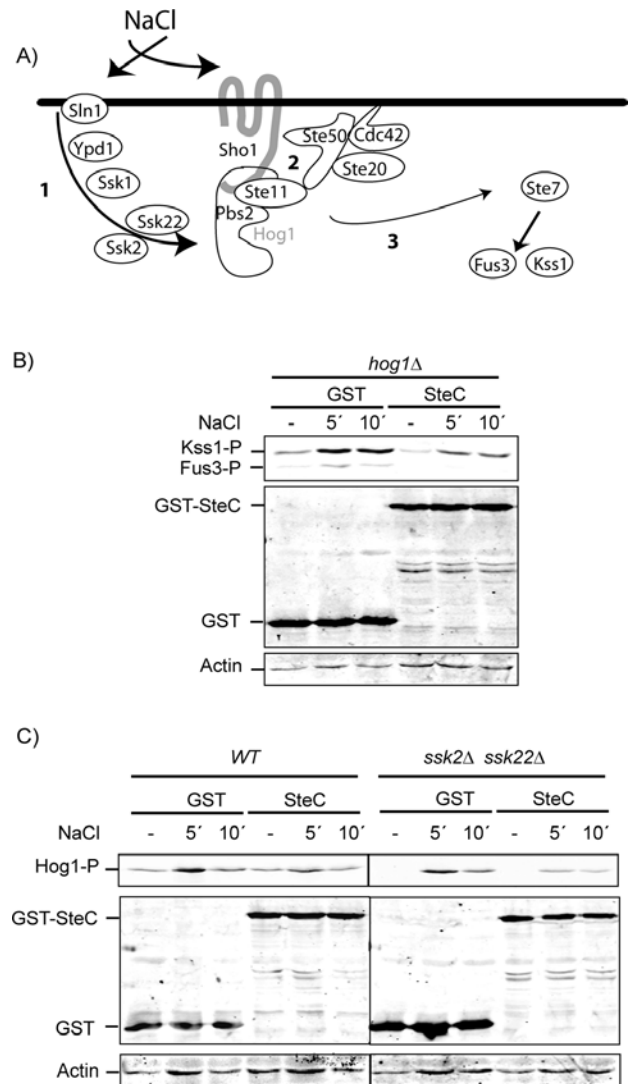 A)
NaCl
Sln1
Ypd1
Ssk1
Ssk22
Ssk2
1
Sho1
2
Ste50
Cdc42
Ste20
Ste11
Pbs2
Hog1
3
Ste7
Fus3
Kss1
B)
hog1Δ
GST SteC
NaCl - 5´ 10´ - 5´ 10´
Kss1-P
Fus3-P
GST-SteC
GST
Actin
C)
WT ssk2Δ ssk22Δ
GST SteC GST SteC
NaCl - 5´ 10´ - 5´ 10´ - 5´ 10´ - 5´ 10´
Hog1-P
GST-SteC
GST
Actin